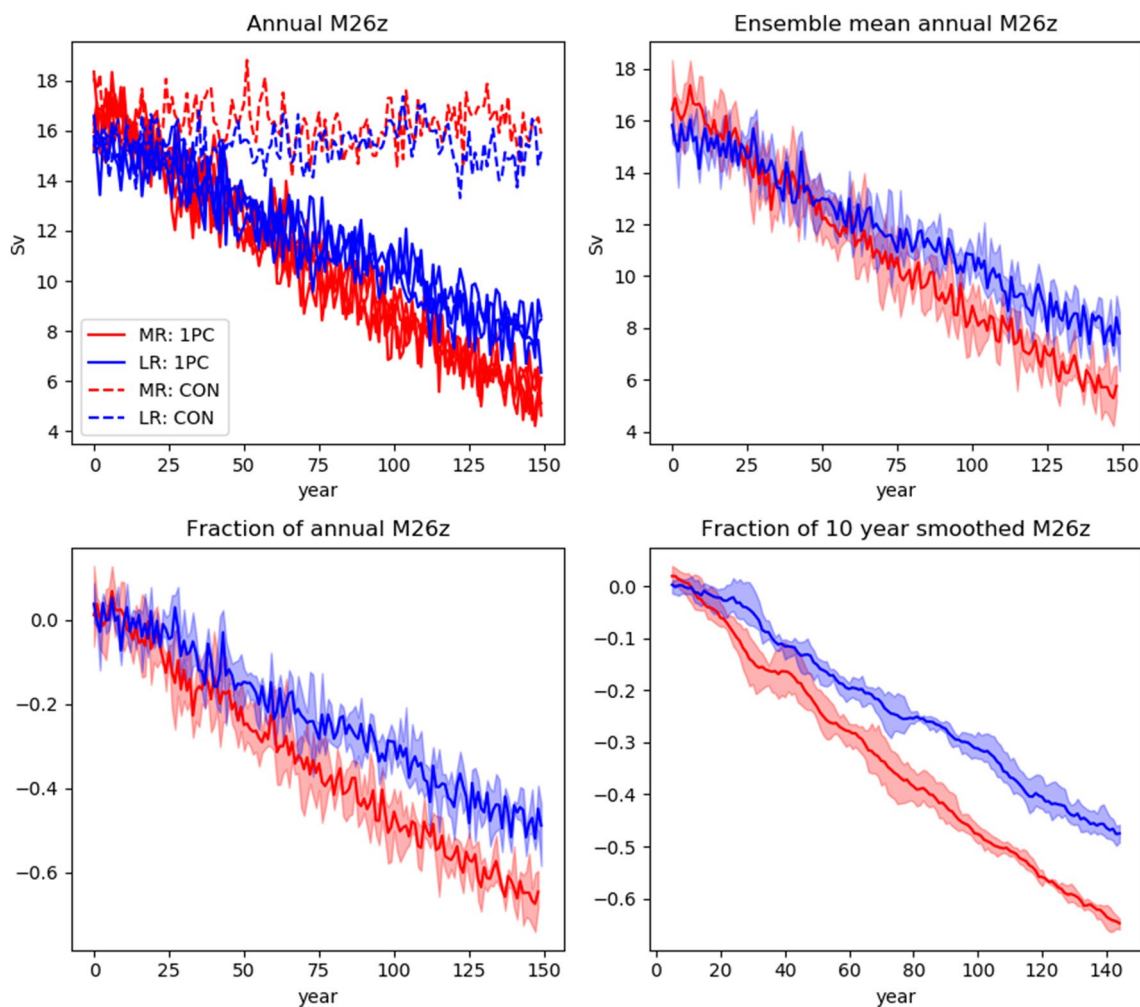 Annual M26z
Sv
18
16
14
12
10
8
6
4
MR: 1PC
LR: 1PC
MR: CON
LR: CON
0 25 50 75 100 125 150
year
Ensemble mean annual M26z
Sv
18
16
14
12
10
8
6
4
0 25 50 75 100 125 150
year
Fraction of annual M26z
0.0
−0.2
−0.4
−0.6
0 25 50 75 100 125 150
year
Fraction of 10 year smoothed M26z
0.0
−0.1
−0.2
−0.3
−0.4
−0.5
−0.6
0 20 40 60 80 100 120 140
year